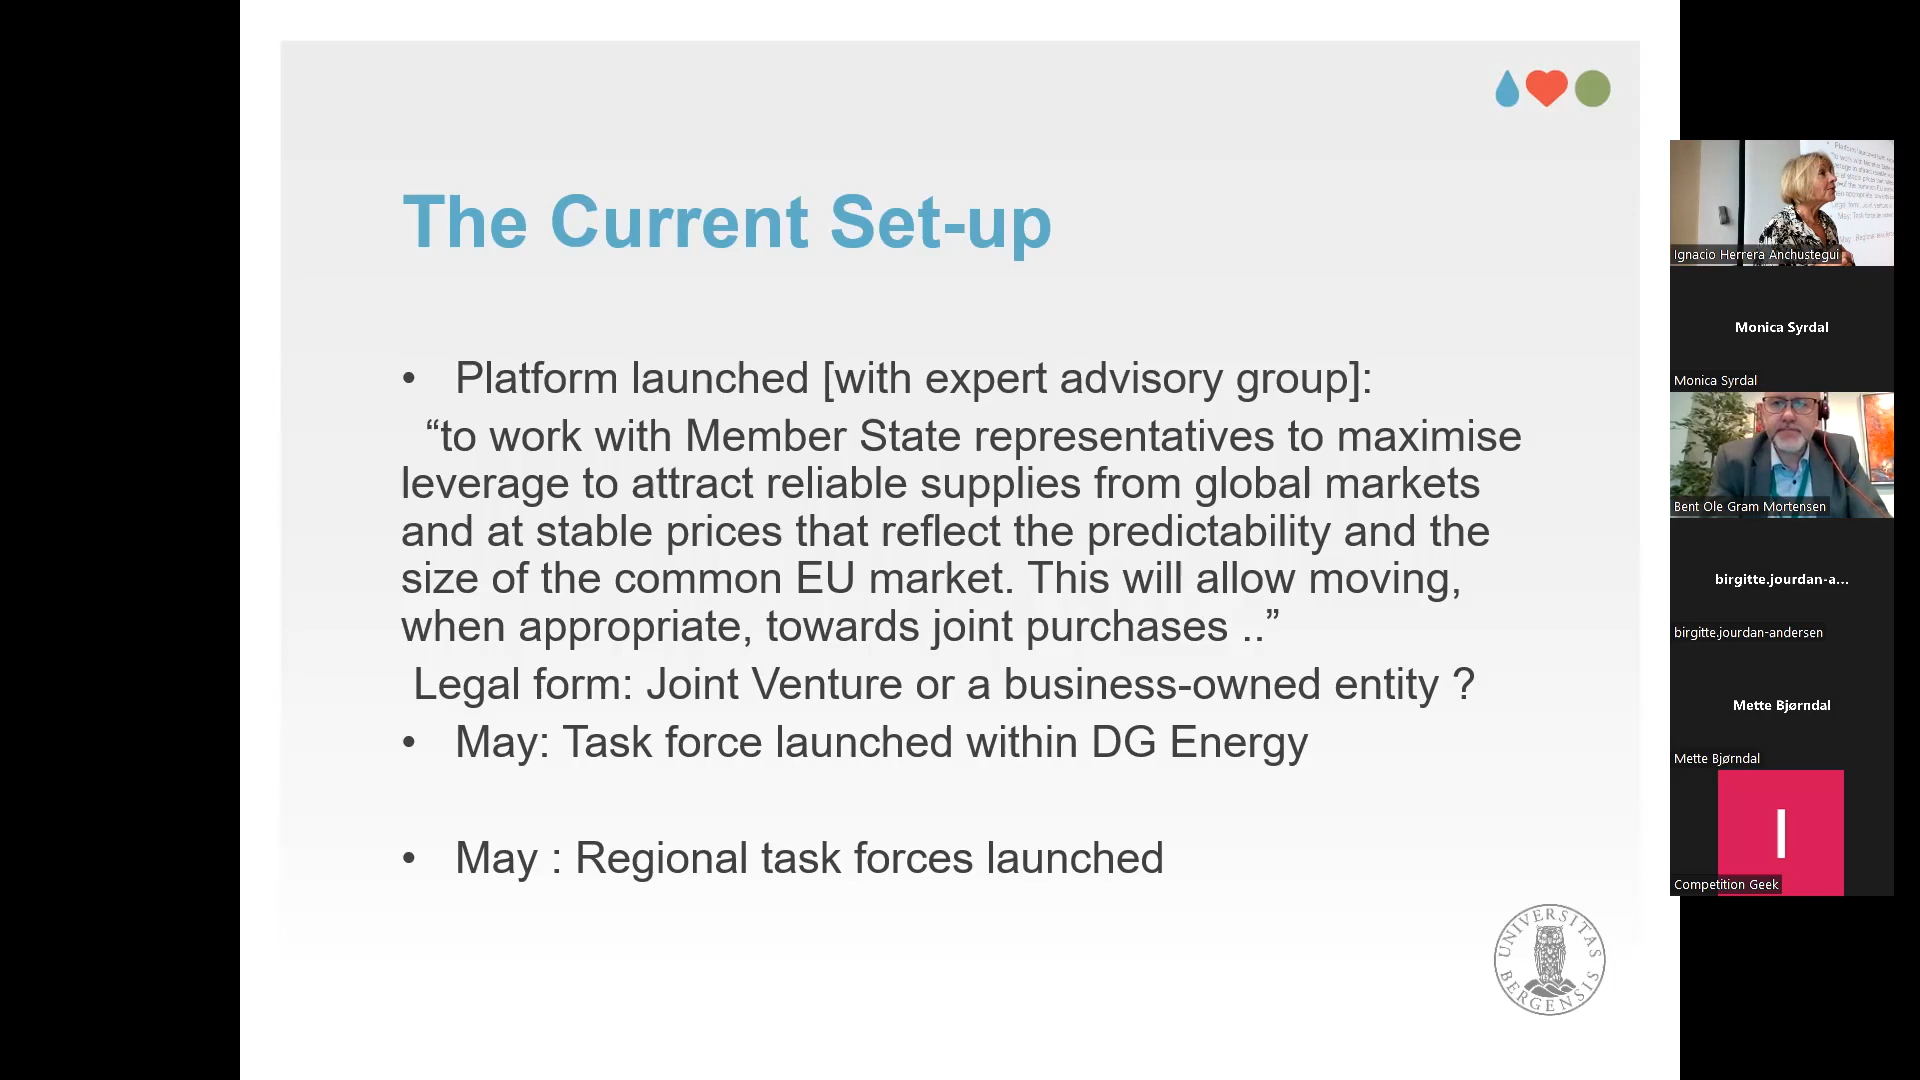 The Current Set-up
• Platform launched [with expert advisory group]:
“to work with Member State representatives to maximise
leverage to attract reliable supplies from global markets
and at stable prices that reflect the predictability and the
size of the common EU market. This will allow moving,
when appropriate, towards joint purchases ..”
Legal form: Joint Venture or a business-owned entity ?
• May: Task force launched within DG Energy
• May : Regional task forces launched
UNIVERSITAS
BERGENSIS
Ignacio Herrera Anchustegui
Monica Syrdal
Monica Syrdal
Bent Ole Gram Mortensen
birgitte.jourdan-a...
birgitte.jourdan-andersen
Mette Bjørndal
Mette Bjørndal
I
Competition Geek